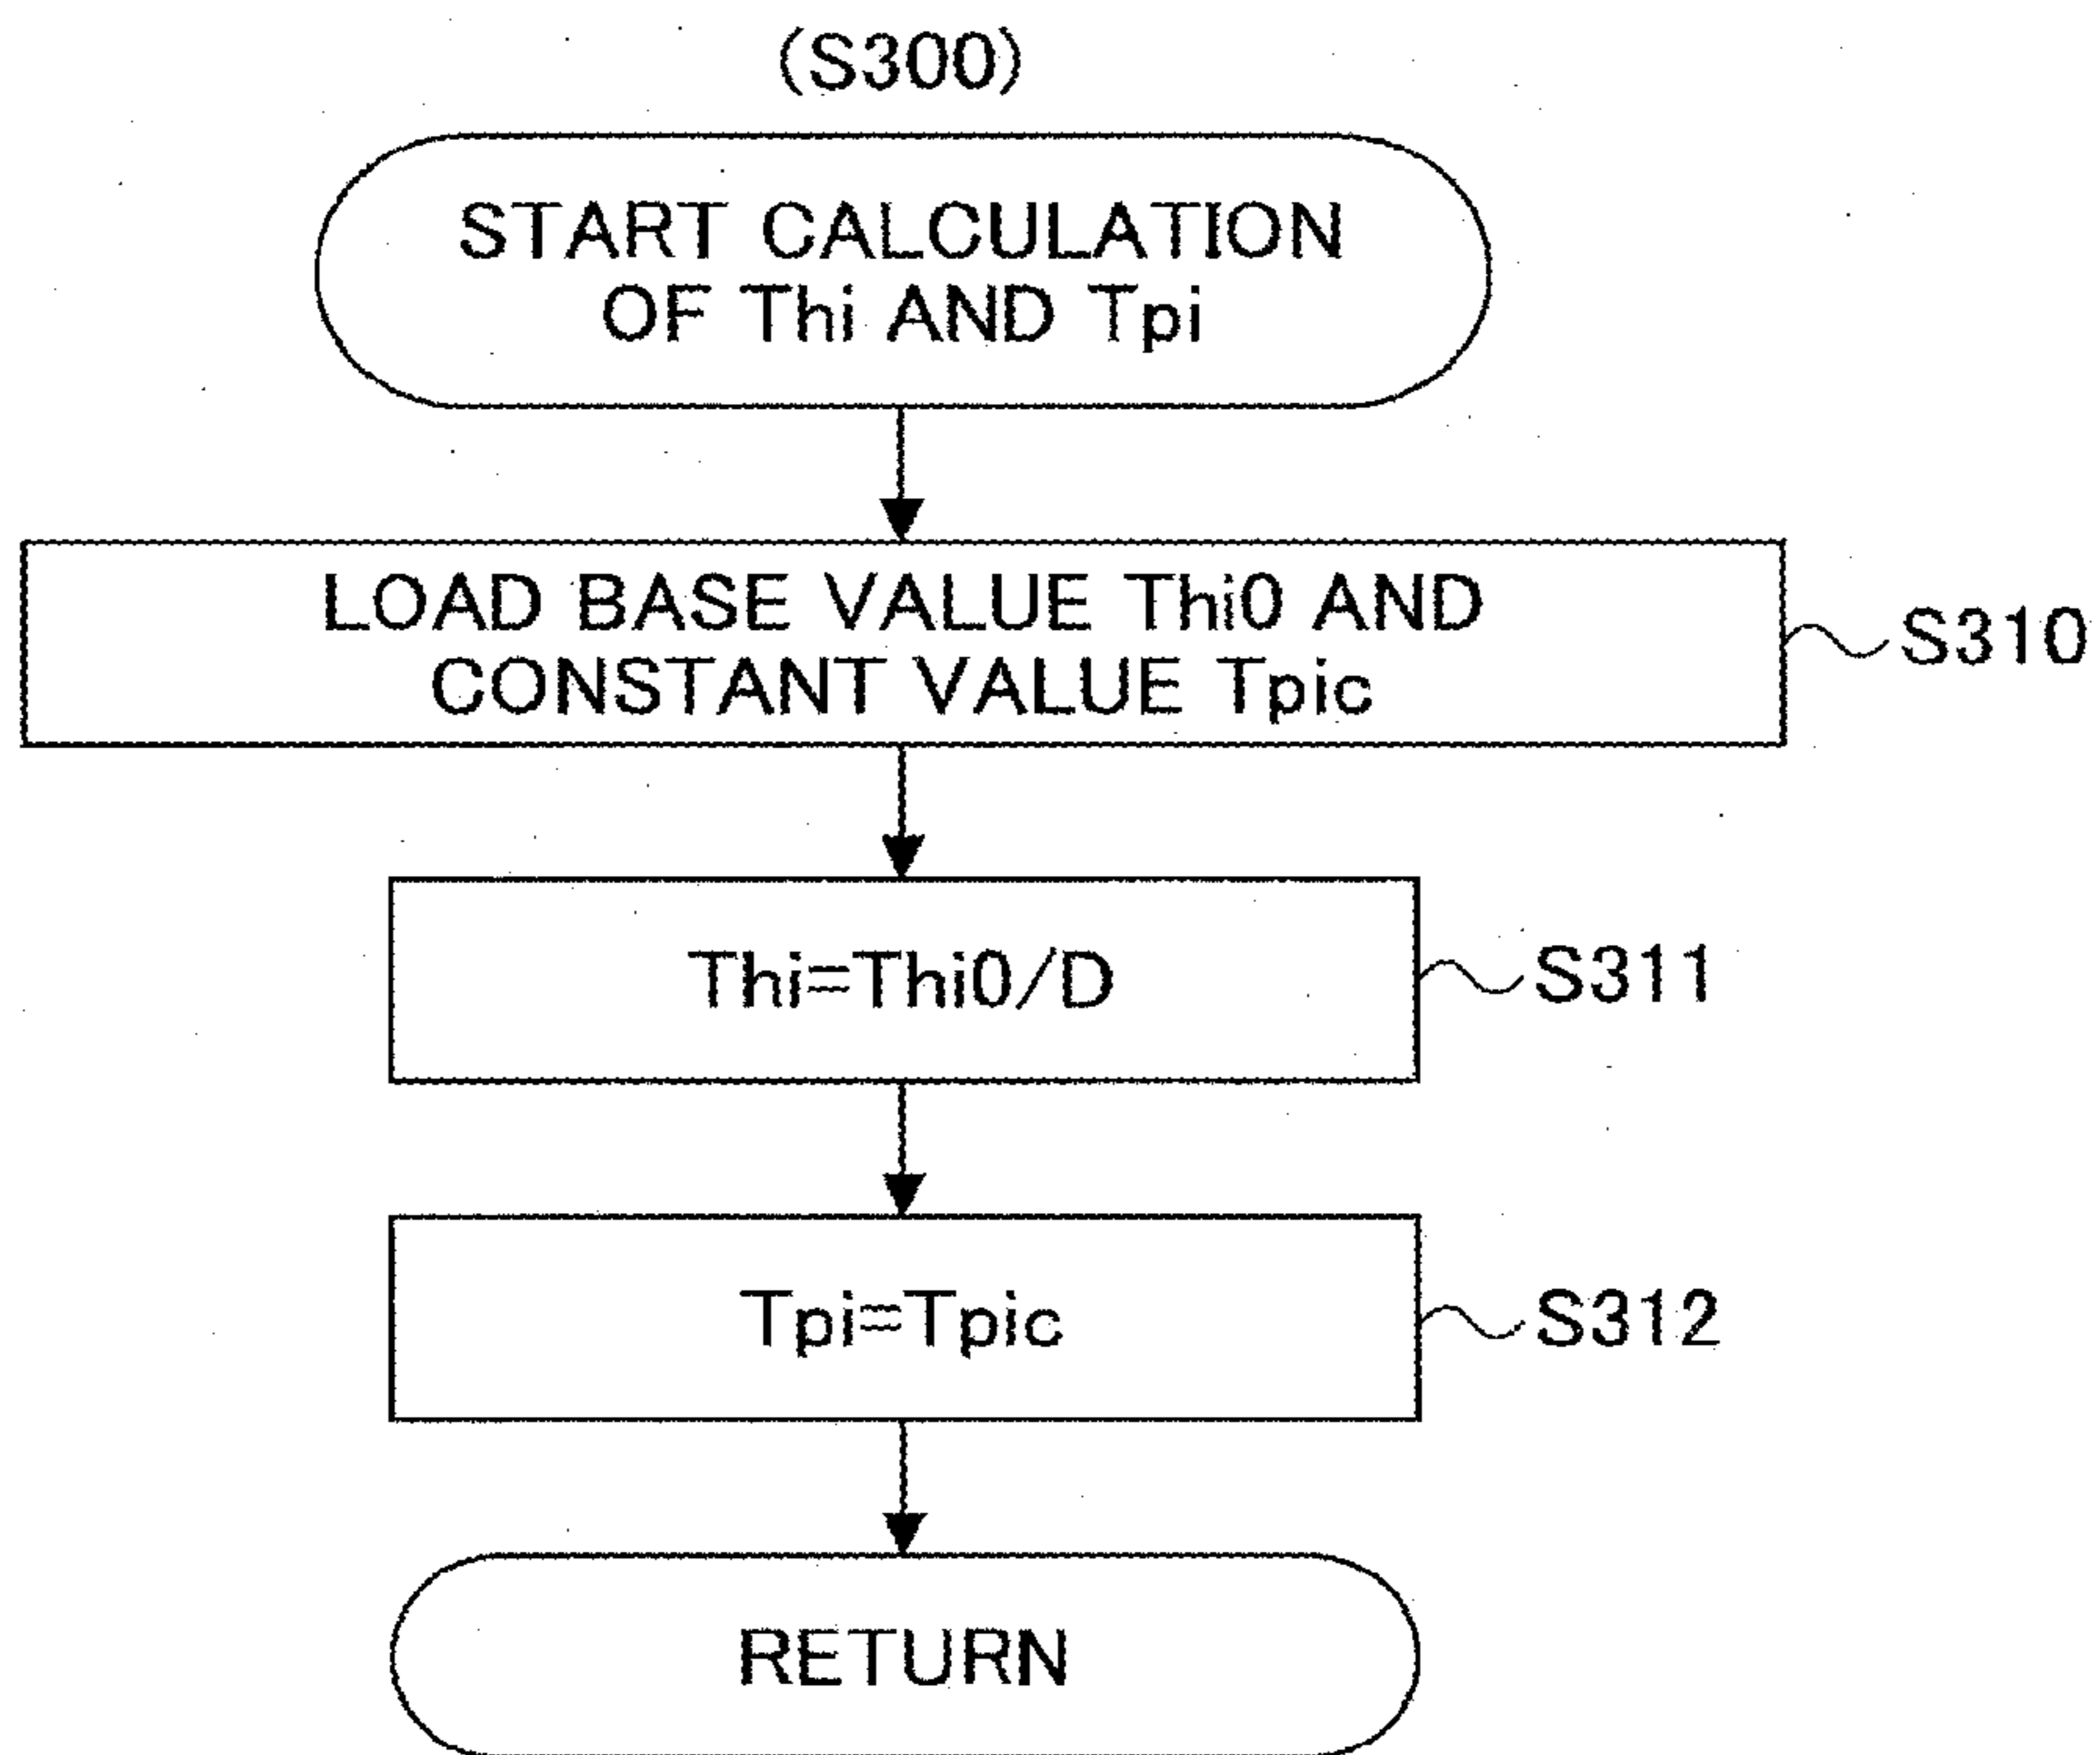 (S300)
START CALCULATION
OF Thi AND Tpi
LOAD BASE VALUE Thi0 AND
CONSTANT VALUE Tpic
S310
Thi=Thi0/D
S311
Tpi=Tpic
S312
RETURN